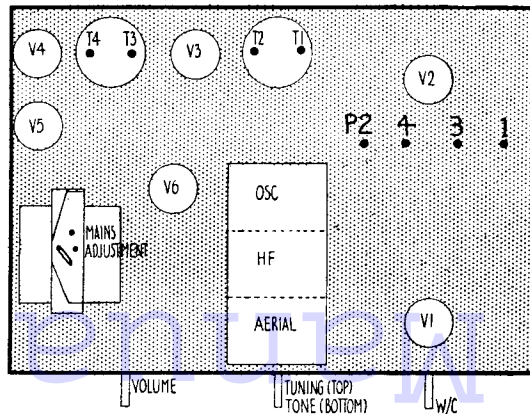 V4
T4
T3
V3
T2
T1
V2
V5
P2 4 3 1
V6
OSC
MAINS
ADJUSTMENT
HF
AERIAL
V1
VOLUME
TUNING (TOP)
TONE (BOTTOM)
W/C
Manua